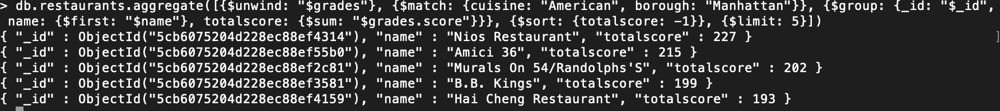 > db.restaurants.aggregate([{$unwind: "$grades"}, {$match: {cuisine: "American", borough: "Manhattan"}}, {$group: {_id: "$_id",
name: {$first: "$name"}, totalscore: {$sum: "$grades.score"}}}, {$sort: {totalscore: -1}}, {$limit: 5}])
{ "_id" : ObjectId("5cb6075204d228ec88ef4314"), "name" : "Nios Restaurant", "totalscore" : 227 }
{ "_id" : ObjectId("5cb6075204d228ec88ef55b0"), "name" : "Amici 36", "totalscore" : 215 }
{ "_id" : ObjectId("5cb6075204d228ec88ef2c81"), "name" : "Murals On 54/Randolphs'S", "totalscore" : 202 }
{ "_id" : ObjectId("5cb6075204d228ec88ef3581"), "name" : "B.B. Kings", "totalscore" : 199 }
{ "_id" : ObjectId("5cb6075204d228ec88ef4159"), "name" : "Hai Cheng Restaurant", "totalscore" : 193 }